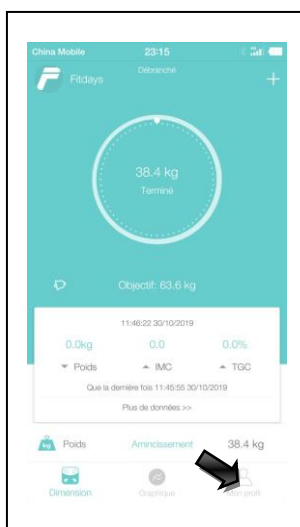 China Mobile 23:15
Débranché
Fitdays
38.4 kg
Terminé
Objectif: 63.6 kg
11:46:22 30/10/2019
0.0kg 0.0 0.0%
Poids IMC TGC
Que la dernière fois 11:45:55 30/10/2019
Plus de données >>
kg Poids Amincissement 38.4 kg
Dimension Graphique Mon profil